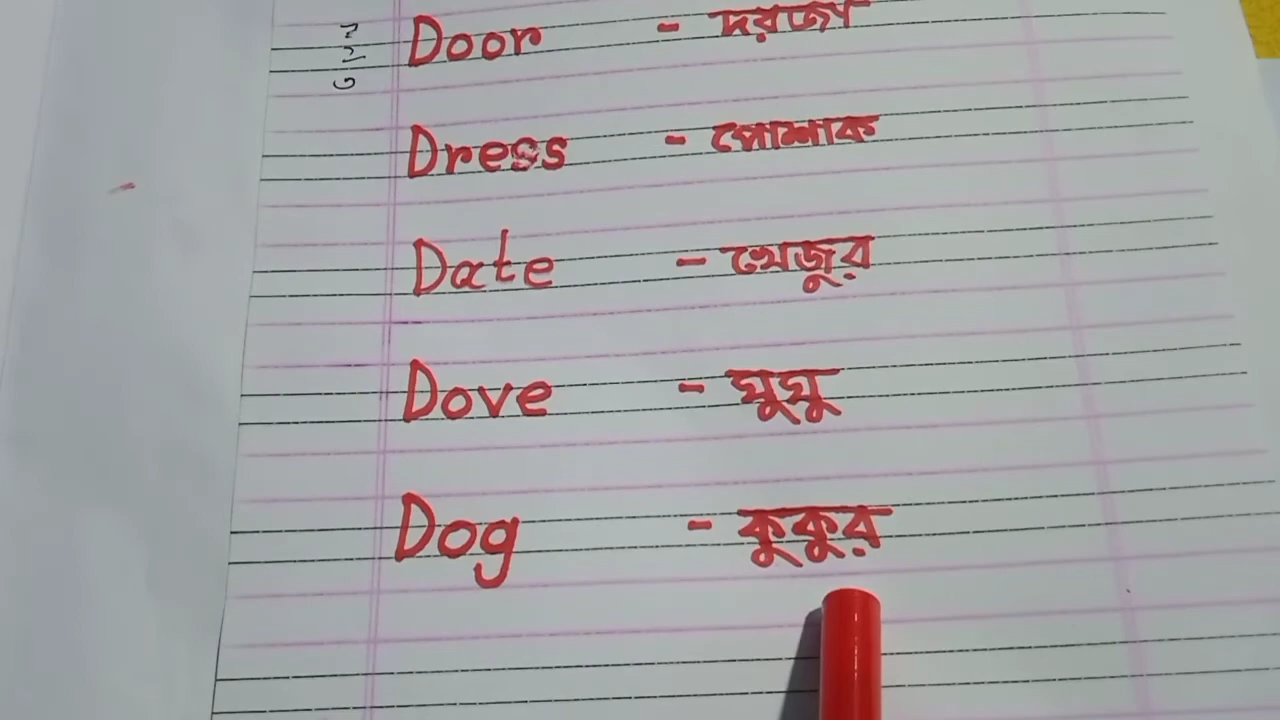 Door - দরজা
Dress - পোশাক
Date - খেজুর
Dove - ঘুঘু
Dog - কুকুর